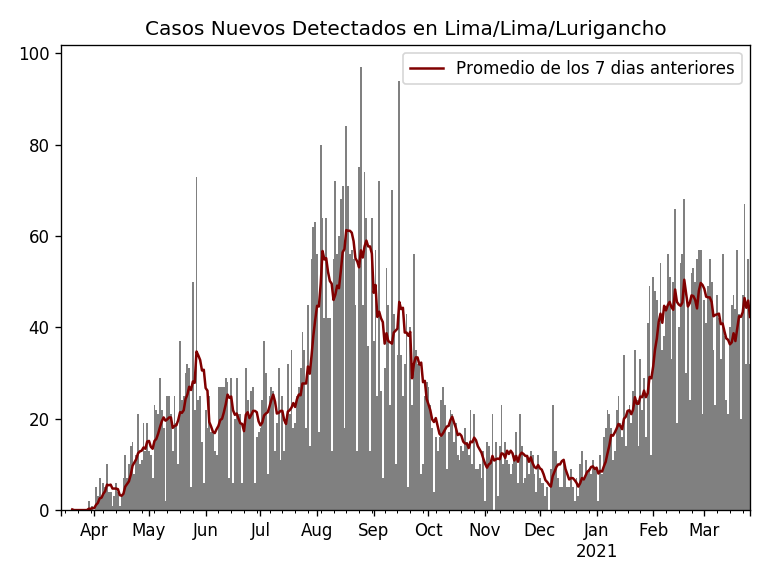 Casos Nuevos Detectados en Lima/Lima/Lurigancho
Promedio de los 7 dias anteriores
100
80
60
40
20
0
Apr May Jun Jul Aug Sep Oct Nov Dec Jan Feb Mar
2021